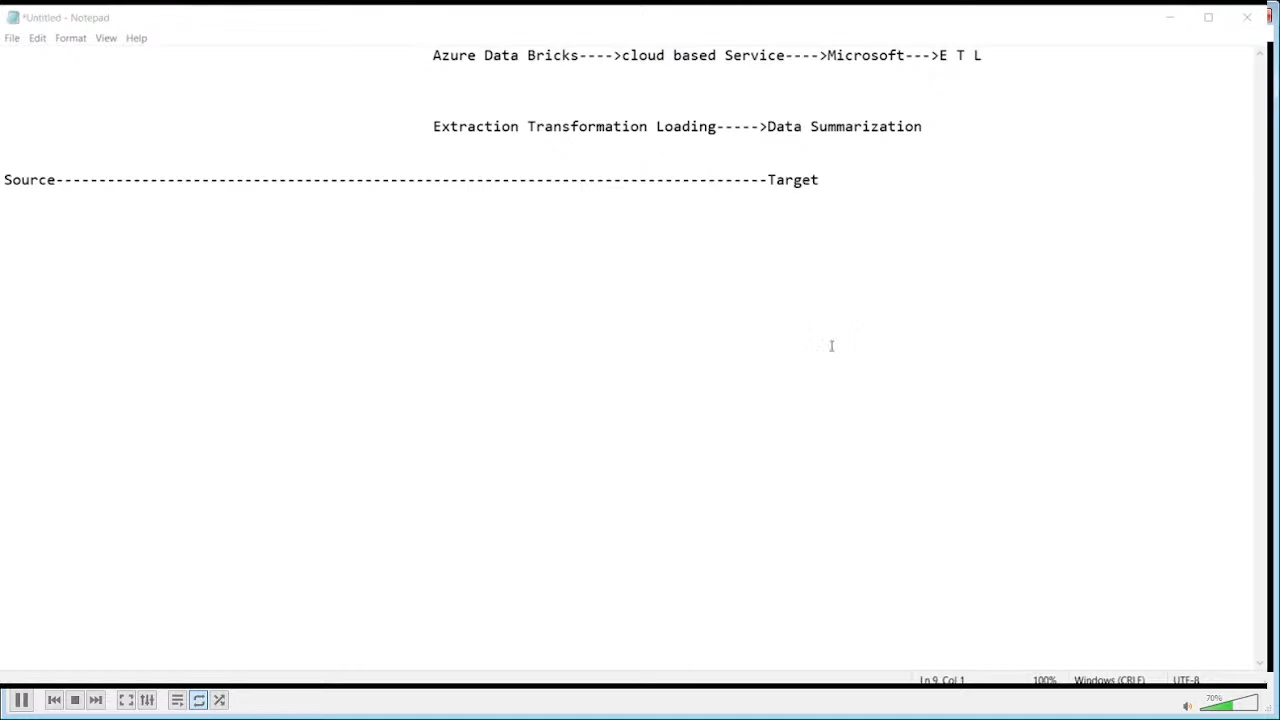 *Untitled - Notepad
File Edit Format View Help
Azure Data Bricks---->cloud based Service---->Microsoft--->E T L
Extraction Transformation Loading----->Data Summarization
Source-----------------------------------------------------------------------------------Target
Ln 9, Col 1 100% Windows (CRLF) UTF-8
70%